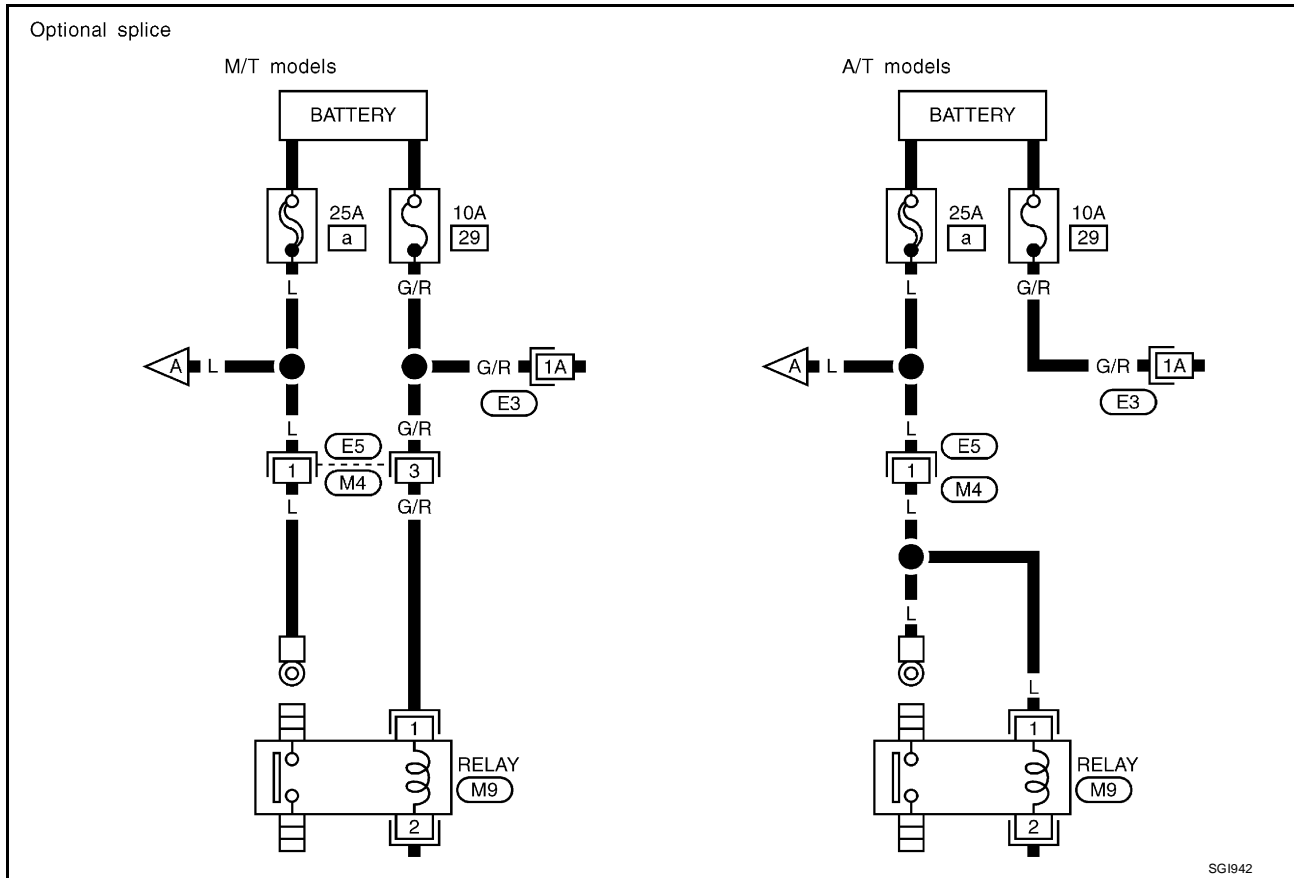 Optional splice
M/T models
BATTERY
25A
a
10A
29
L
G/R
A
L
G/R
1A
E3
L
G/R
E5
1
3
M4
L
G/R
1
RELAY
M9
2
A/T models
BATTERY
25A
a
10A
29
L
G/R
A
L
G/R
1A
E3
L
E5
1
M4
L
L
L
1
RELAY
M9
2
SGI942